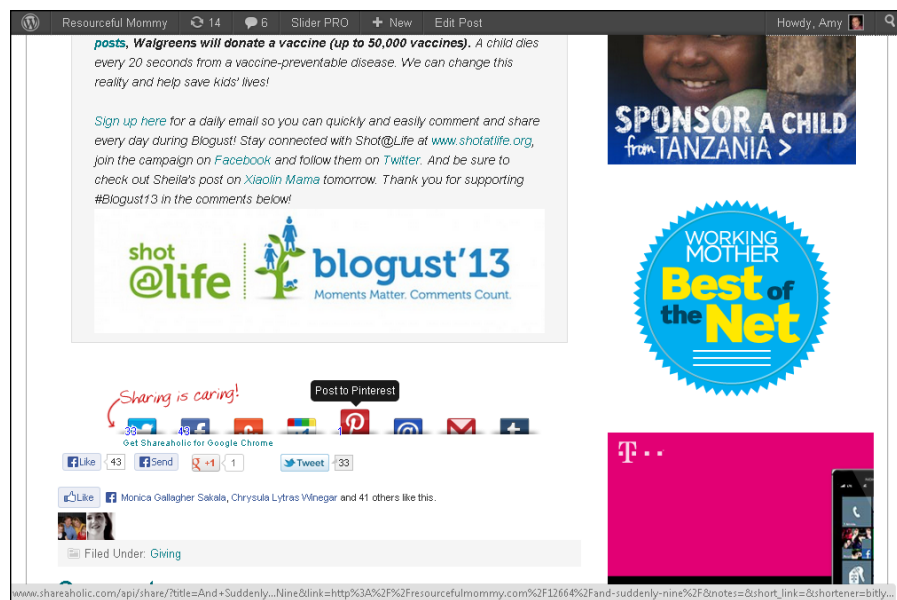 Resourceful Mommy 14 6 Slider PRO + New Edit Post Howdy, Amy
posts, Walgreens will donate a vaccine (up to 50,000 vaccines). A child dies
every 20 seconds from a vaccine-preventable disease. We can change this
reality and help save kids' lives!
Sign up here for a daily email so you can quickly and easily comment and share
every day during Blogust! Stay connected with Shot@Life at www.shotatlife.org,
join the campaign on Facebook and follow them on Twitter. And be sure to
check out Sheila's post on Xiaolin Mama tomorrow. Thank you for supporting
#Blogust13 in the comments below!
shot
@life
blogust'13
Moments Matter. Comments Count.
SPONSOR A CHILD
from TANZANIA >
WORKING
MOTHER
Best of
the Net
Sharing is caring!
Post to Pinterest
33 43 1
Get Shareaholic for Google Chrome
Like 43 Send +1 1 Tweet 33
Like Monica Gallagher Sakala, Chrysula Lytras Winegar and 41 others like this.
Filed Under: Giving
T
www.shareaholic.com/api/share/?title=And+Suddenly...Nine&link=http%3A%2F%2Fresourcefulmommy.com%2F12664%2Fand-suddenly-nine%2F&notes=&short_link=&shortener=bitly...